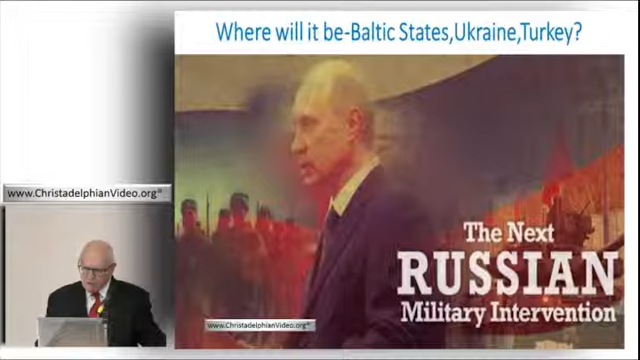 Where will it be-Baltic States,Ukraine,Turkey?
www.ChristadelphianVideo.org®
The Next
RUSSIAN
Military Intervention
www.ChristadelphianVideo.org®